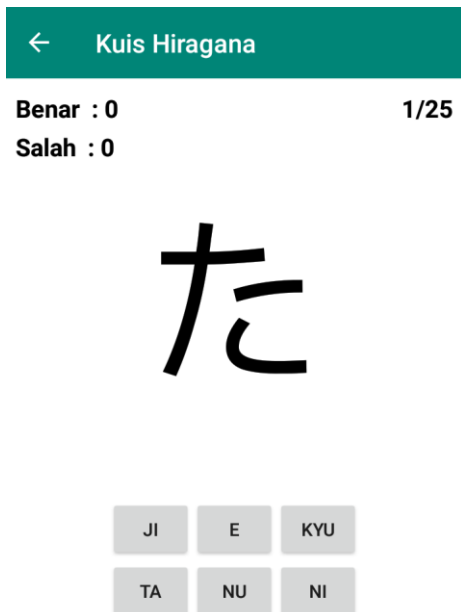 ← Kuis Hiragana
Benar : 0 1/25
Salah : 0
た
JI E KYU
TA NU NI